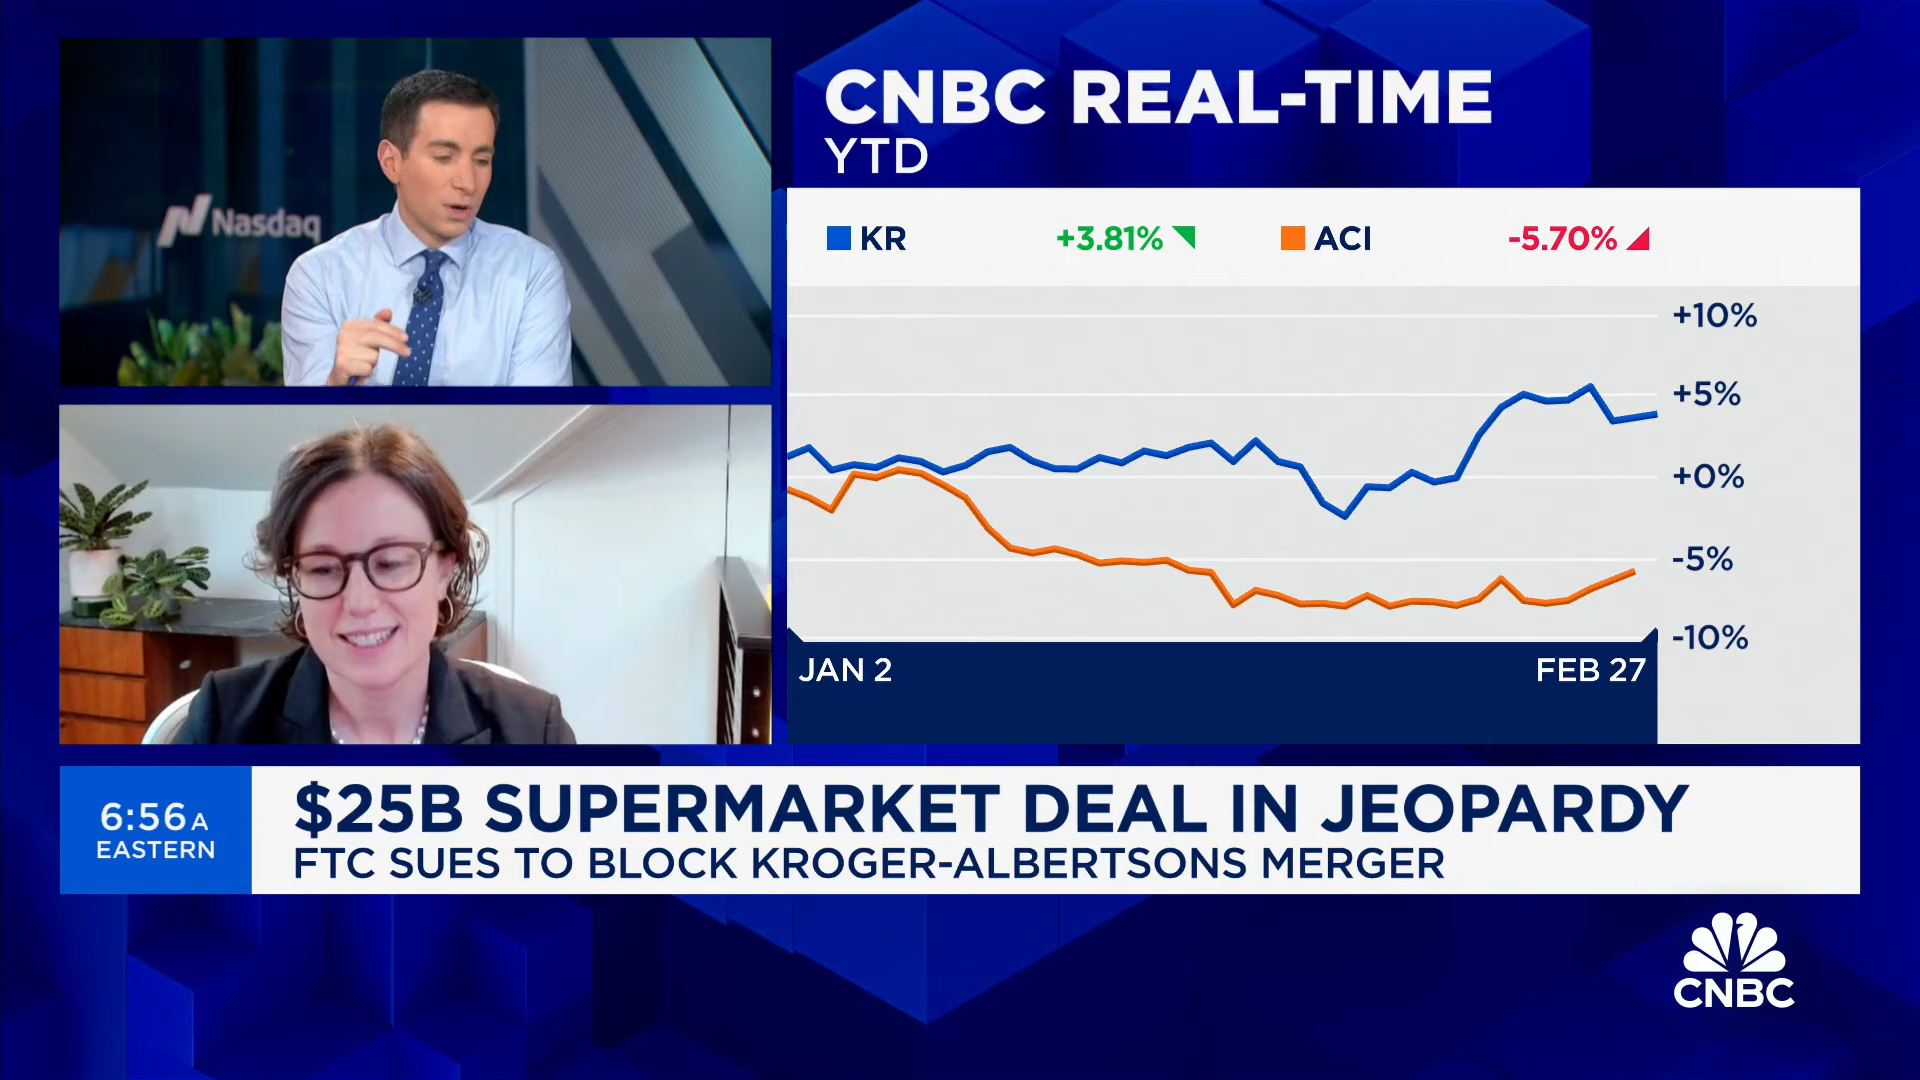 Nasdaq
CNBC REAL-TIME
YTD
KR +3.81% ACI -5.70%
+10%
+5%
+0%
-5%
-10%
JAN 2 FEB 27
6:56A
EASTERN
$25B SUPERMARKET DEAL IN JEOPARDY
FTC SUES TO BLOCK KROGER-ALBERTSONS MERGER
CNBC